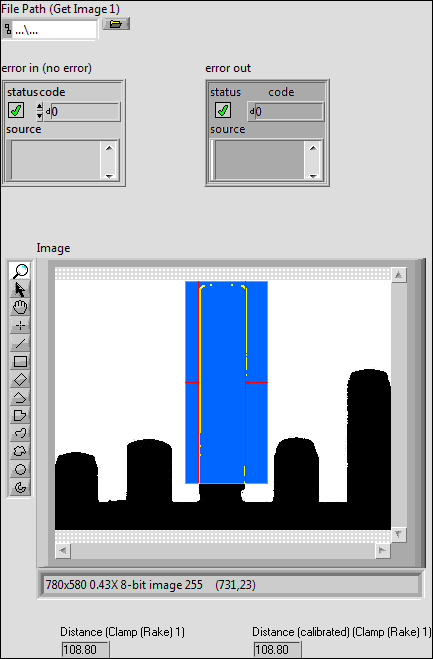 File Path (Get Image 1)
...\...
error in (no error)
error out
status code
status code
d0
d0
source
source
Image
780x580 0.43X 8-bit image 255 (731,23)
Distance (Clamp (Rake) 1)
Distance (calibrated) (Clamp (Rake) 1)
108.80
108.80